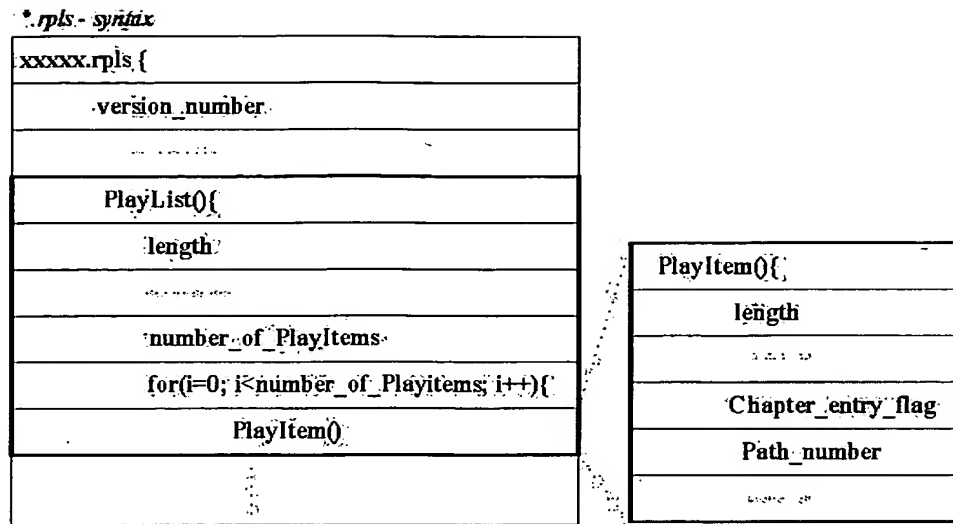 *.rpls - syntax
xxxxx.rpls {
version_number
PlayList(){
length
number_of_PlayItems
for(i=0; i<number_of_Playitems; i++){
PlayItem()
PlayItem(){
length
Chapter_entry_flag
Path_number